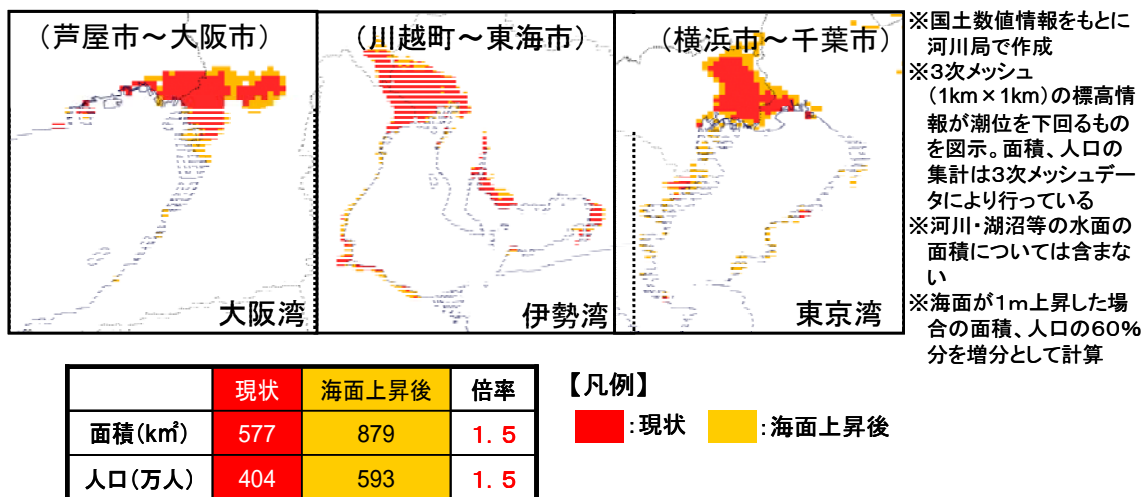 （芦屋市～大阪市）
大阪湾
（川越町～東海市）
伊勢湾
（横浜市～千葉市）
東京湾
※国土数値情報をもとに
河川局で作成
※３次メッシュ
（1km×1km）の標高情
報が潮位を下回るもの
を図示。面積、人口の
集計は３次メッシュデー
タにより行っている
※河川・湖沼等の水面の
面積については含まな
い
※海面が１ｍ上昇した場
合の面積、人口の60%
分を増分として計算
現状 海面上昇後 倍率
面積(k㎡) 577 879 １．５
人口(万人) 404 593 １．５
【凡例】
：現状 ：海面上昇後